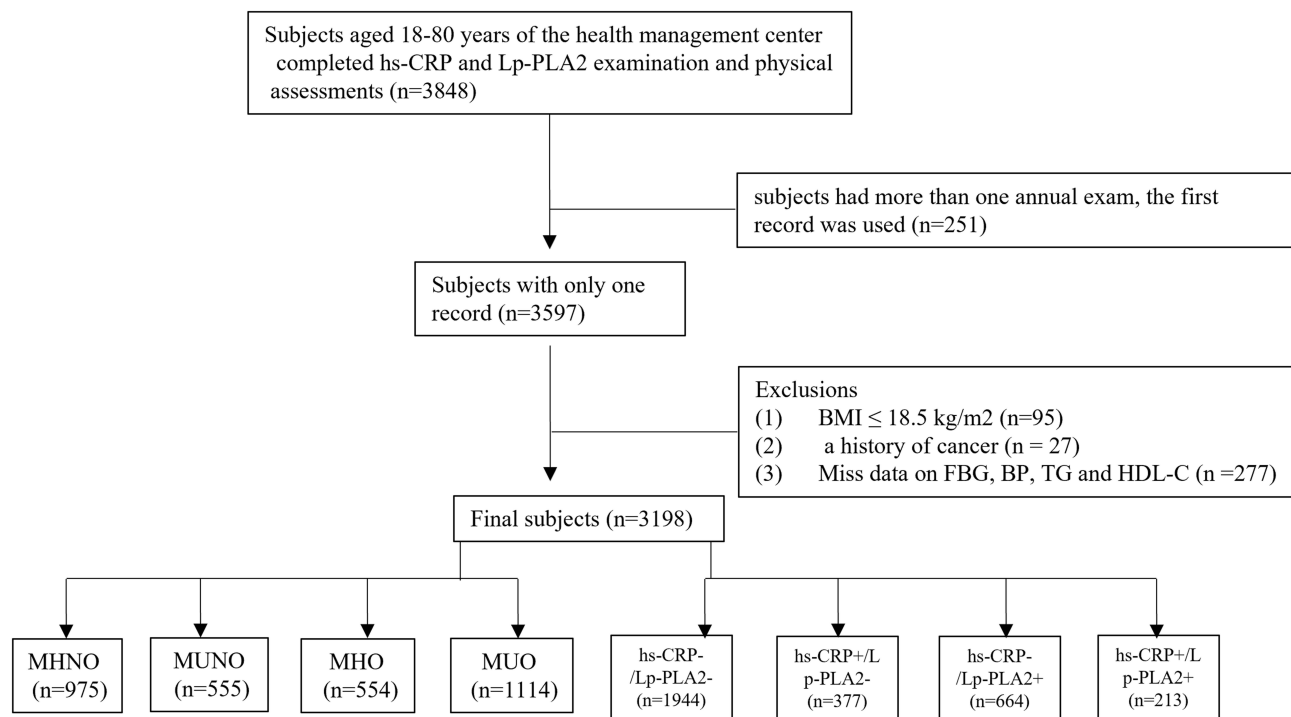 Subjects aged 18-80 years of the health management center
completed hs-CRP and Lp-PLA2 examination and physical
assessments (n=3848)
subjects had more than one annual exam, the first
record was used (n=251)
Subjects with only one
record (n=3597)
Exclusions
(1) BMI ≤ 18.5 kg/m2 (n=95)
(2) a history of cancer (n = 27)
(3) Miss data on FBG, BP, TG and HDL-C (n =277)
Final subjects (n=3198)
MHNO
(n=975)
MUNO
(n=555)
MHO
(n=554)
MUO
(n=1114)
hs-CRP-
/Lp-PLA2-
(n=1944)
hs-CRP+/L
p-PLA2-
(n=377)
hs-CRP-
/Lp-PLA2+
(n=664)
hs-CRP+/L
p-PLA2+
(n=213)